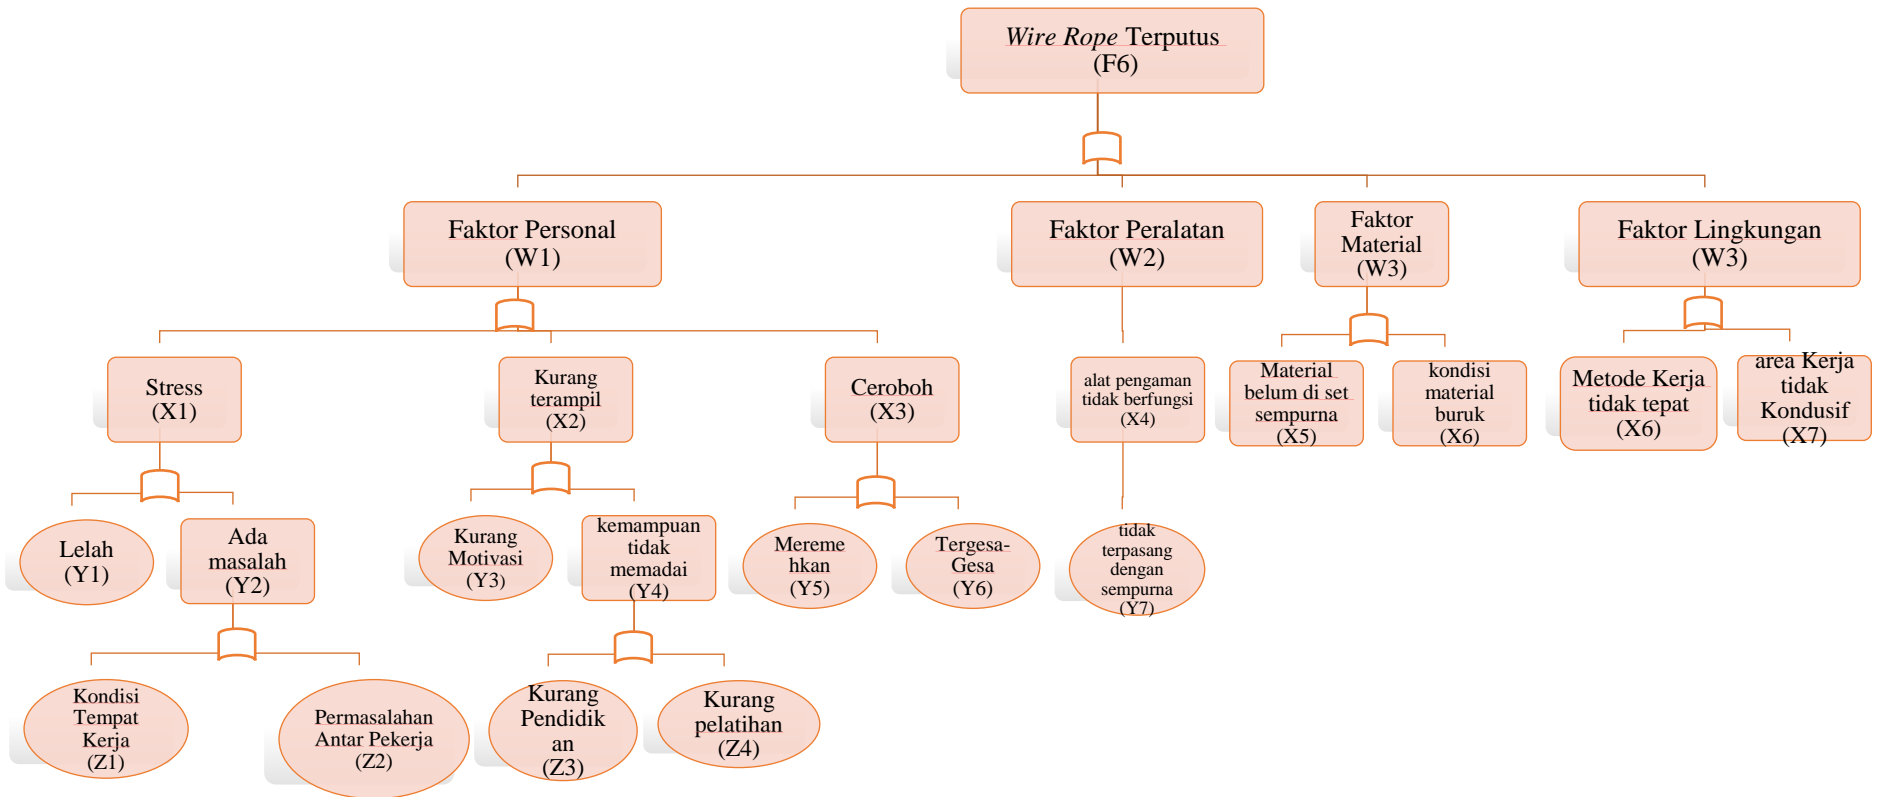 Wire Rope Terputus
(F6)
Faktor Personal
(W1)
Faktor Peralatan
(W2)
Faktor
Material
(W3)
Faktor Lingkungan
(W3)
Stress
(X1)
Kurang
terampil
(X2)
Ceroboh
(X3)
alat pengaman
tidak berfungsi
(X4)
Material
belum di set
sempurna
(X5)
kondisi
material
buruk
(X6)
Metode Kerja
tidak tepat
(X6)
area Kerja
tidak
Kondusif
(X7)
Lelah
(Y1)
Ada
masalah
(Y2)
Kurang
Motivasi
(Y3)
kemampuan
tidak
memadai
(Y4)
Mereme
hkan
(Y5)
Tergesa-
Gesa
(Y6)
tidak
terpasang
dengan
sempurna
(Y7)
Kondisi
Tempat
Kerja
(Z1)
Permasalahan
Antar Pekerja
(Z2)
Kurang
Pendidik
an
(Z3)
Kurang
pelatihan
(Z4)